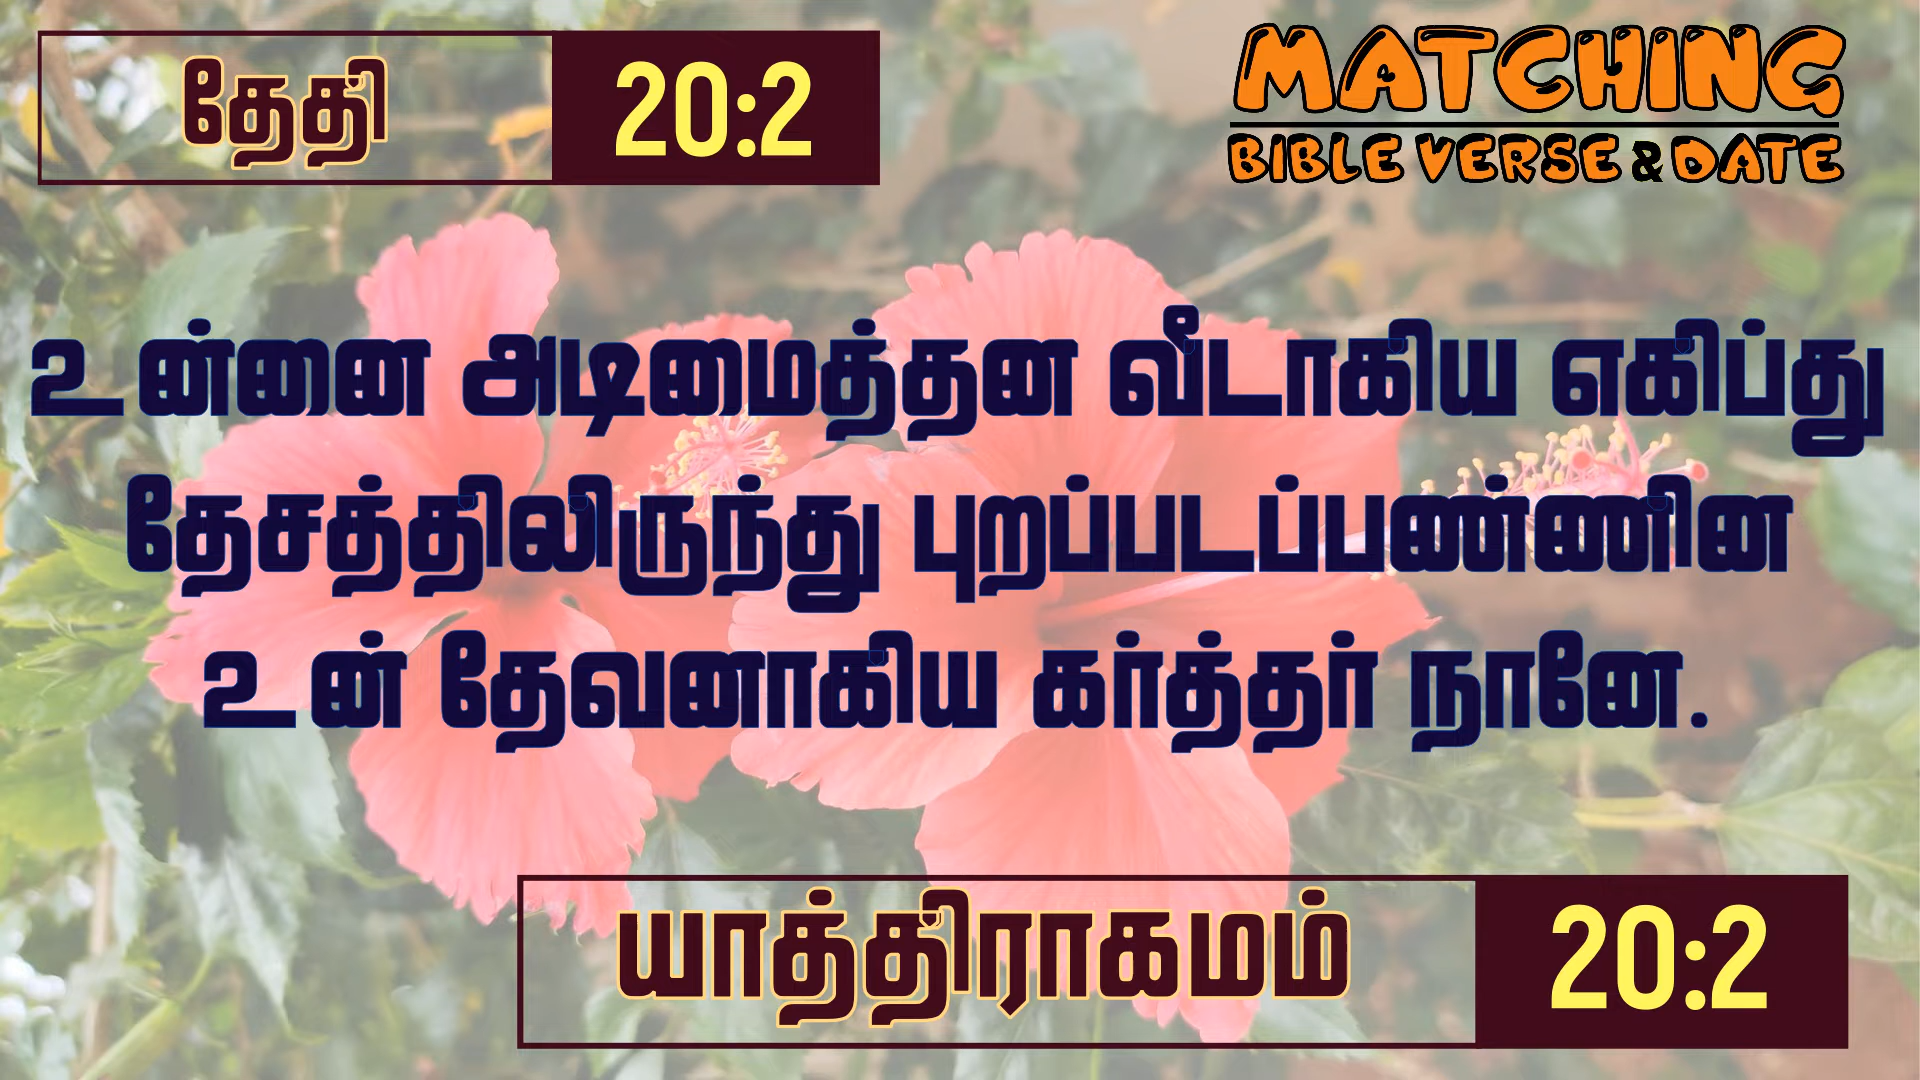 தேதி 20:2
MATCHING
BIBLE VERSE & DATE
உன்னை அடிமைத்தன வீடாகிய எகிப்து
தேசத்திலிருந்து புறப்படப்பண்ணின
உன் தேவனாகிய கர்த்தர் நானே.
யாத்திராகமம் 20:2